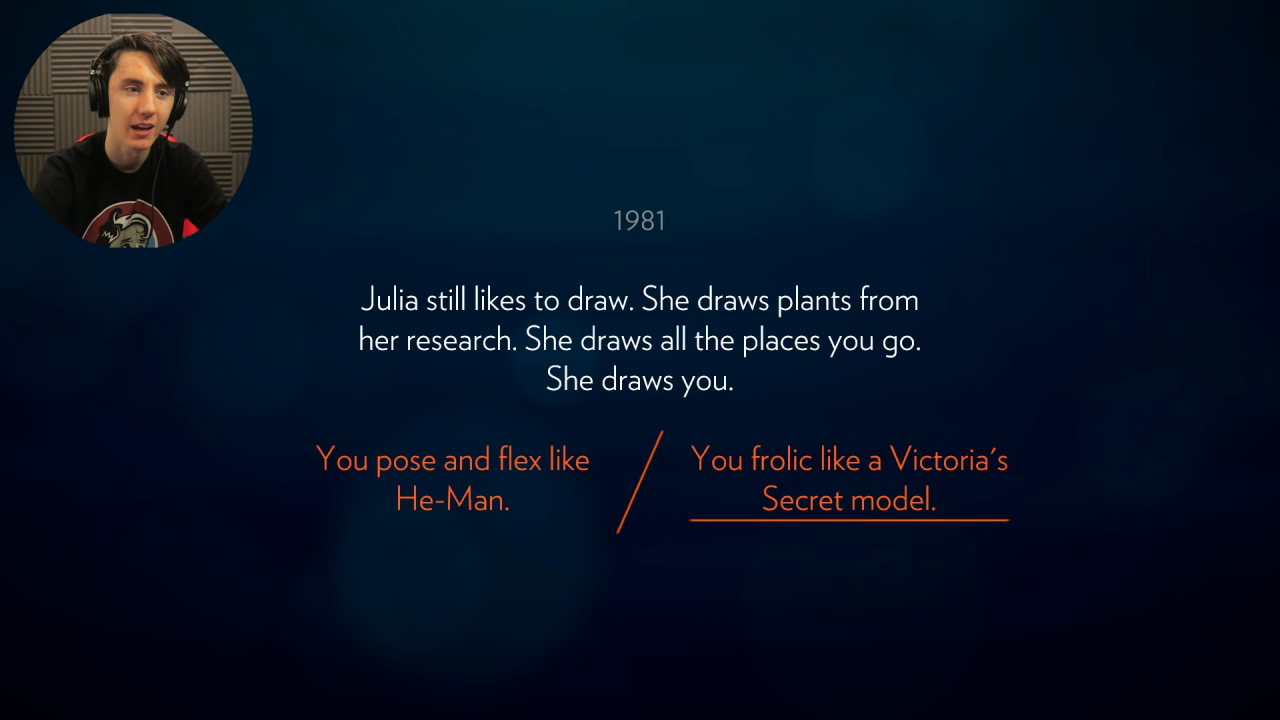 1981
Julia still likes to draw. She draws plants from
her research. She draws all the places you go.
She draws you.
You pose and flex like
He-Man.
You frolic like a Victoria's
Secret model.